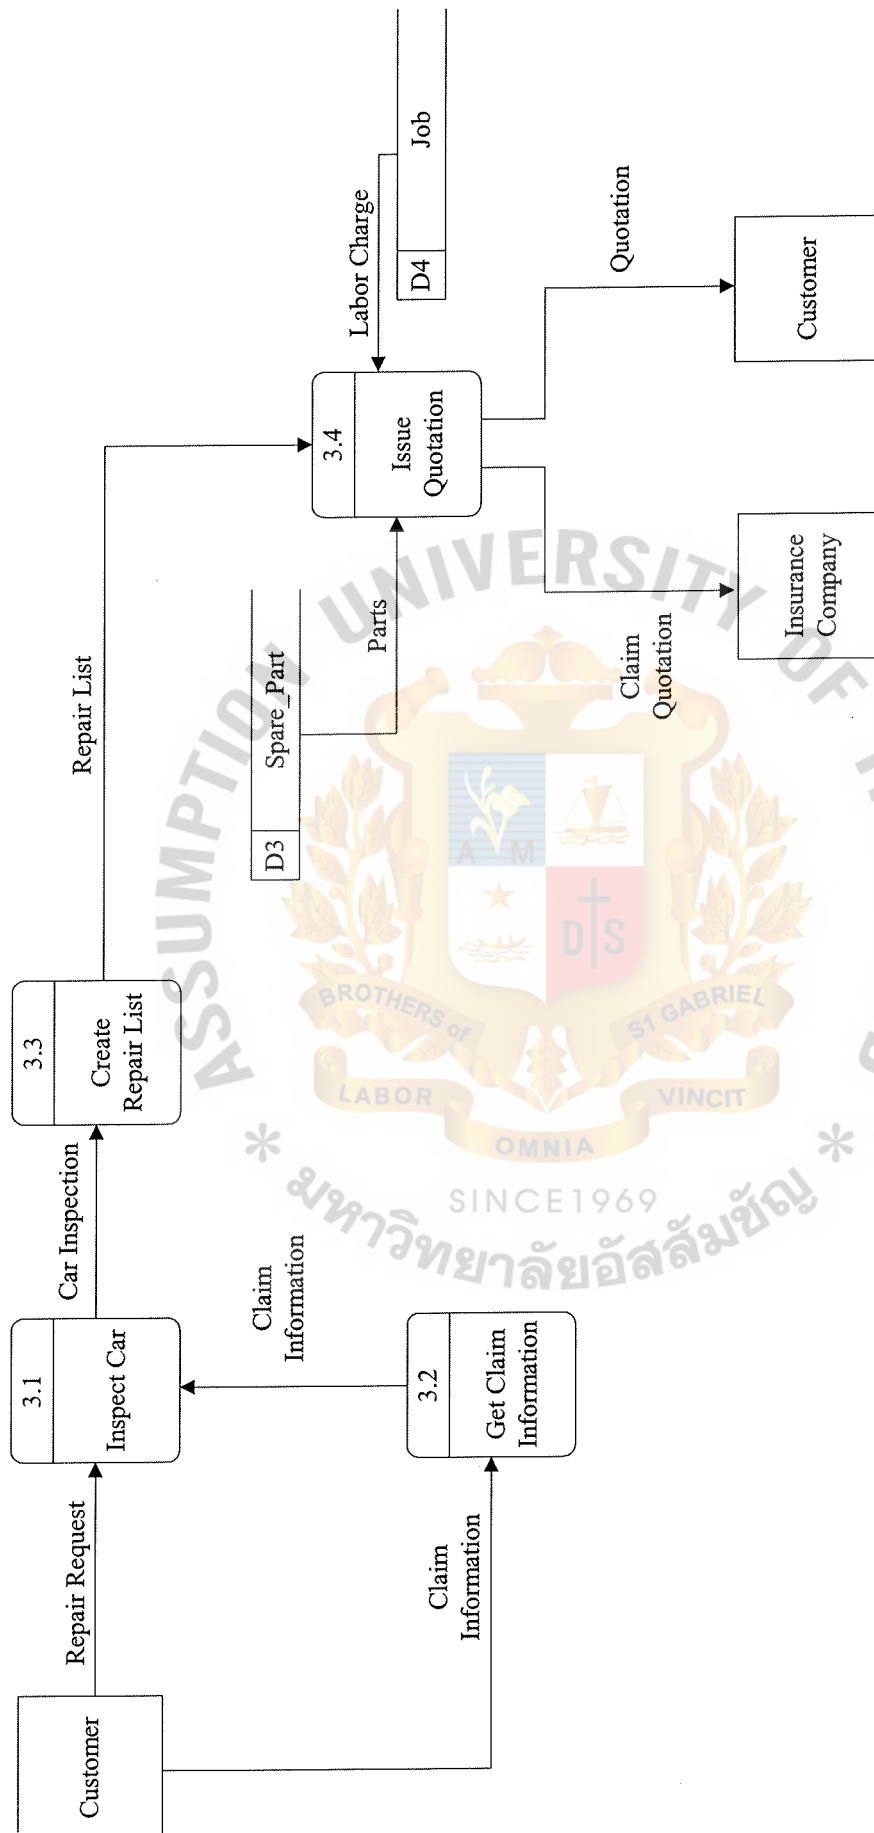 Customer
Repair Request
3.1
Inspect Car
Car Inspection
3.3
Create
Repair List
Repair List
Claim
Information
3.2
Get Claim
Information
Claim
Information
D3
Spare_Part
Parts
3.4
Issue
Quotation
Labor Charge
D4
Job
Claim
Quotation
Insurance
Company
Quotation
Customer
ASSUMPTION UNIVERSITY OF
A M
D S
BROTHERS of
S1 GABRIEL
LABOR
OMNIA
VINCIT
SINCE1969
มหาวิทยาลัยอัสสัมชัญ